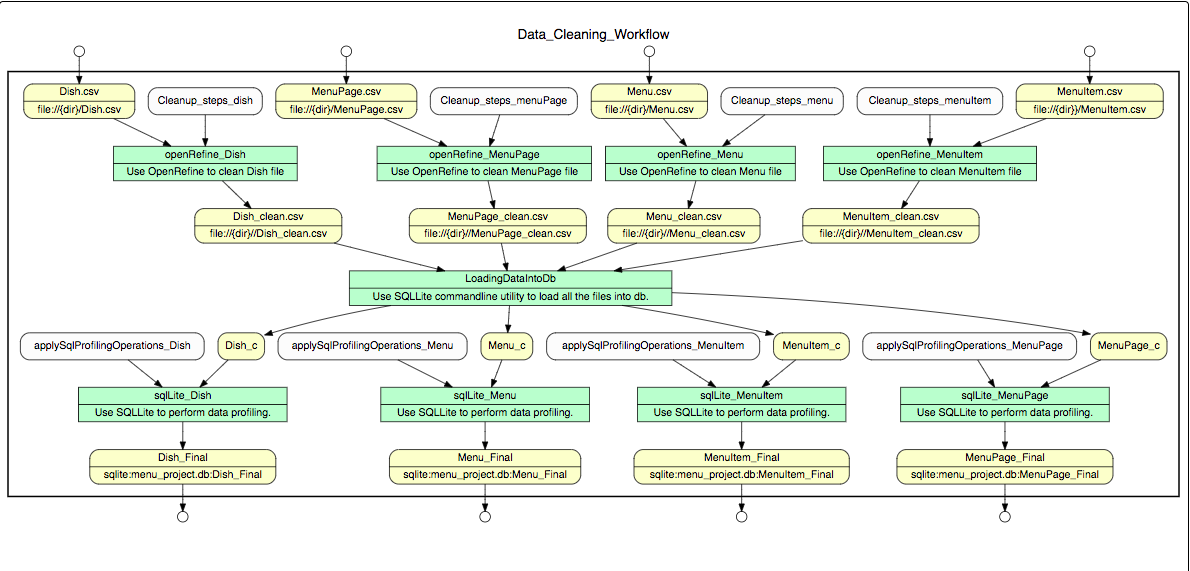 Data_Cleaning_Workflow
Dish.csv
file://{dir}/Dish.csv
Cleanup_steps_dish
MenuPage.csv
file://{dir}/MenuPage.csv
Cleanup_steps_menuPage
Menu.csv
file://{dir}/Menu.csv
Cleanup_steps_menu
Cleanup_steps_menuItem
MenuItem.csv
file://{dir}}/MenuItem.csv
openRefine_Dish
Use OpenRefine to clean Dish file
openRefine_MenuPage
Use OpenRefine to clean MenuPage file
openRefine_Menu
Use OpenRefine to clean Menu file
openRefine_MenuItem
Use OpenRefine to clean MenuItem file
Dish_clean.csv
file://{dir}//Dish_clean.csv
MenuPage_clean.csv
file://{dir}//MenuPage_clean.csv
Menu_clean.csv
file://{dir}//Menu_clean.csv
MenuItem_clean.csv
file://{dir}//MenuItem_clean.csv
LoadingDataIntoDb
Use SQLLite commandline utility to load all the files into db.
applySqlProfilingOperations_Dish
Dish_c
applySqlProfilingOperations_Menu
Menu_c
applySqlProfilingOperations_MenuItem
MenuItem_c
applySqlProfilingOperations_MenuPage
MenuPage_c
sqlLite_Dish
Use SQLLite to perform data profiling.
sqlLite_Menu
Use SQLLite to perform data profiling.
sqlLite_MenuItem
Use SQLLite to perform data profiling.
sqlLite_MenuPage
Use SQLLite to perform data profiling.
Dish_Final
sqlite:menu_project.db:Dish_Final
Menu_Final
sqlite:menu_project.db:Menu_Final
MenuItem_Final
sqlite:menu_project.db:MenuItem_Final
MenuPage_Final
sqlite:menu_project.db:MenuPage_Final